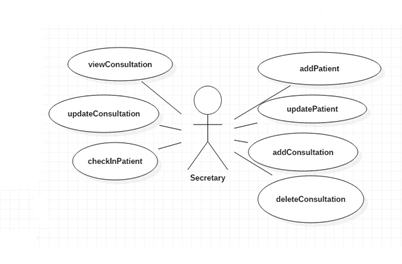 viewConsultation
addPatient
updateConsultation
updatePatient
checkInPatient
addConsultation
Secretary
deleteConsultation